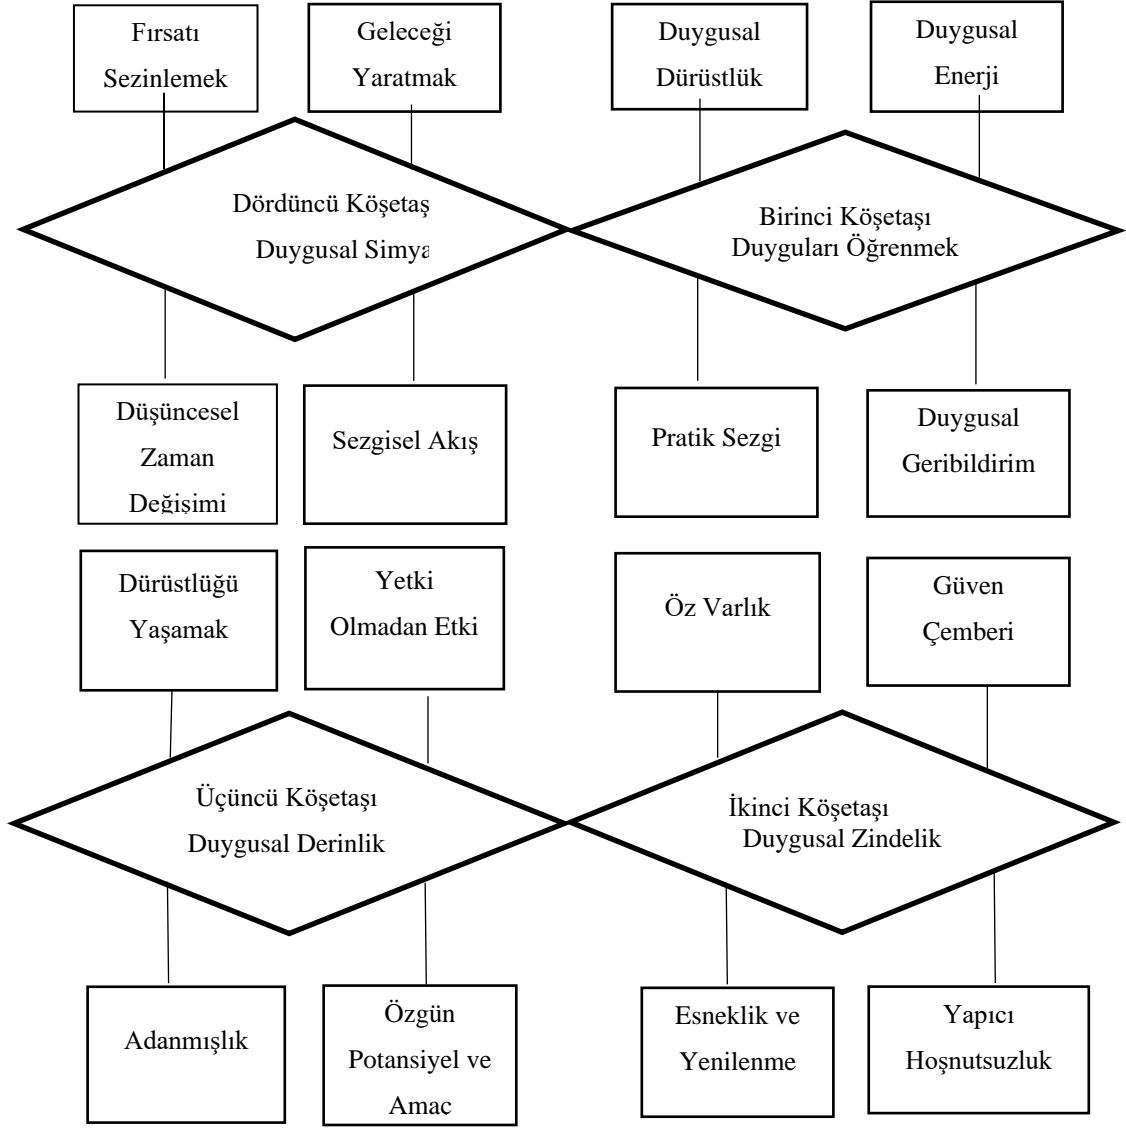 Fırsatı
Sezinlemek
Geleceği
Yaratmak
Duygusal
Dürüstlük
Duygusal
Enerji
Dördüncü Köşetaş
Duygusal Simya
Birinci Köşetaşı
Duyguları Öğrenmek
Düşüncesel
Zaman
Değişimi
Sezgisel Akış
Pratik Sezgi
Duygusal
Geribildirim
Dürüstlüğü
Yaşamak
Yetki
Olmadan Etki
Öz Varlık
Güven
Çemberi
Üçüncü Köşetaşı
Duygusal Derinlik
İkinci Köşetaşı
Duygusal Zindelik
Adanmışlık
Özgün
Potansiyel ve
Amac
Esneklik ve
Yenilenme
Yapıcı
Hoşnutsuzluk